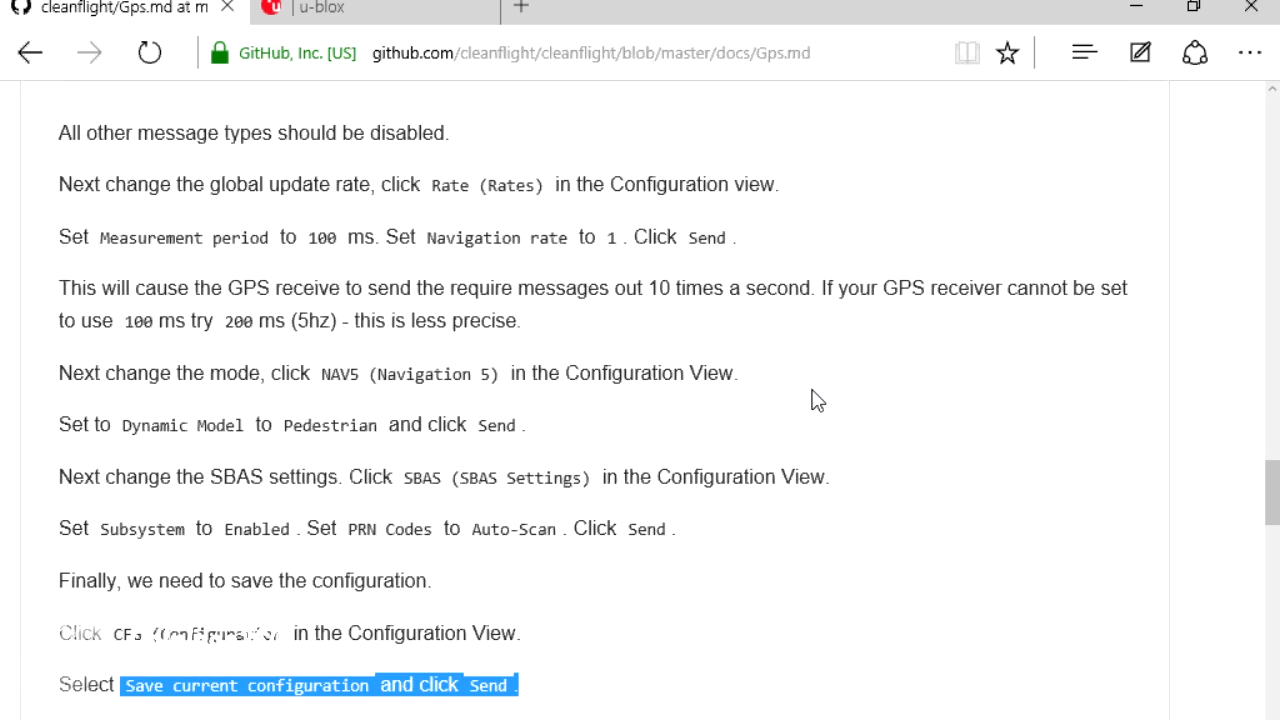 cleanflight/Gps.md at m
| u-blox
GitHub, Inc. [US] github.com/cleanflight/cleanflight/blob/master/docs/Gps.md
All other message types should be disabled.
Next change the global update rate, click Rate (Rates) in the Configuration view.
Set Measurement period to 100 ms. Set Navigation rate to 1 . Click Send .
This will cause the GPS receive to send the require messages out 10 times a second. If your GPS receiver cannot be set
to use 100 ms try 200 ms (5hz) - this is less precise.
Next change the mode, click NAV5 (Navigation 5) in the Configuration View.
Set to Dynamic Model to Pedestrian and click Send .
Next change the SBAS settings. Click SBAS (SBAS Settings) in the Configuration View.
Set Subsystem to Enabled . Set PRN Codes to Auto-Scan . Click Send .
Finally, we need to save the configuration.
Click in the Configuration View.
Select Save current configuration and click Send .